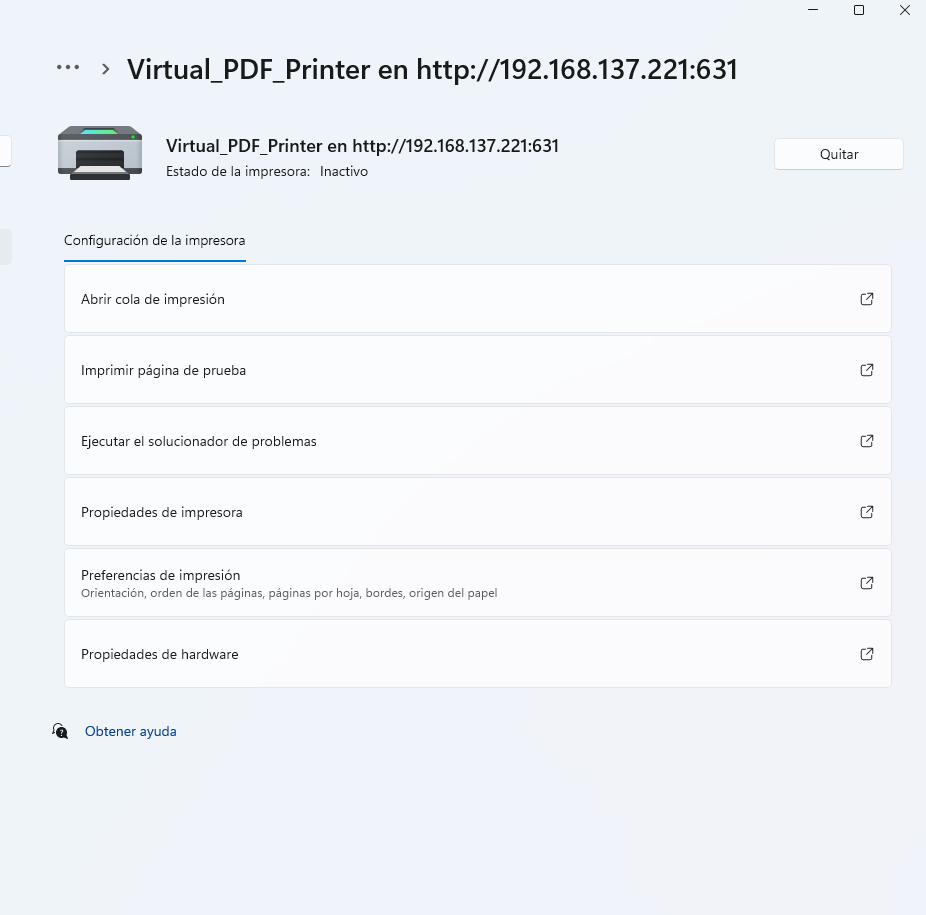 ••• > Virtual_PDF_Printer en http://192.168.137.221:631
Virtual_PDF_Printer en http://192.168.137.221:631
Estado de la impresora: Inactivo
Quitar
Configuración de la impresora
Abrir cola de impresión
Imprimir página de prueba
Ejecutar el solucionador de problemas
Propiedades de impresora
Preferencias de impresión
Orientación, orden de las páginas, páginas por hoja, bordes, origen del papel
Propiedades de hardware
Obtener ayuda